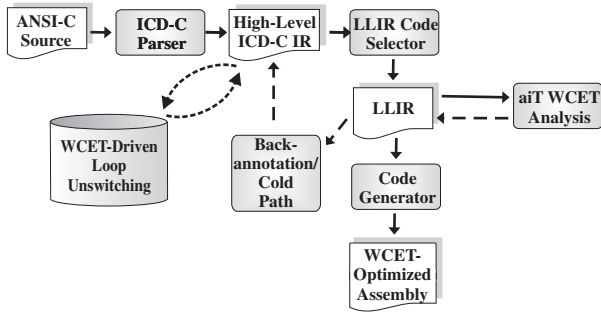 ANSI-C
Source
ICD-C
Parser
High-Level
ICD-C IR
LLIR Code
Selector
LLIR
aiT WCET
Analysis
WCET-Driven
Loop
Unswitching
Back-
annotation/
Cold
Path
Code
Generator
WCET-
Optimized
Assembly